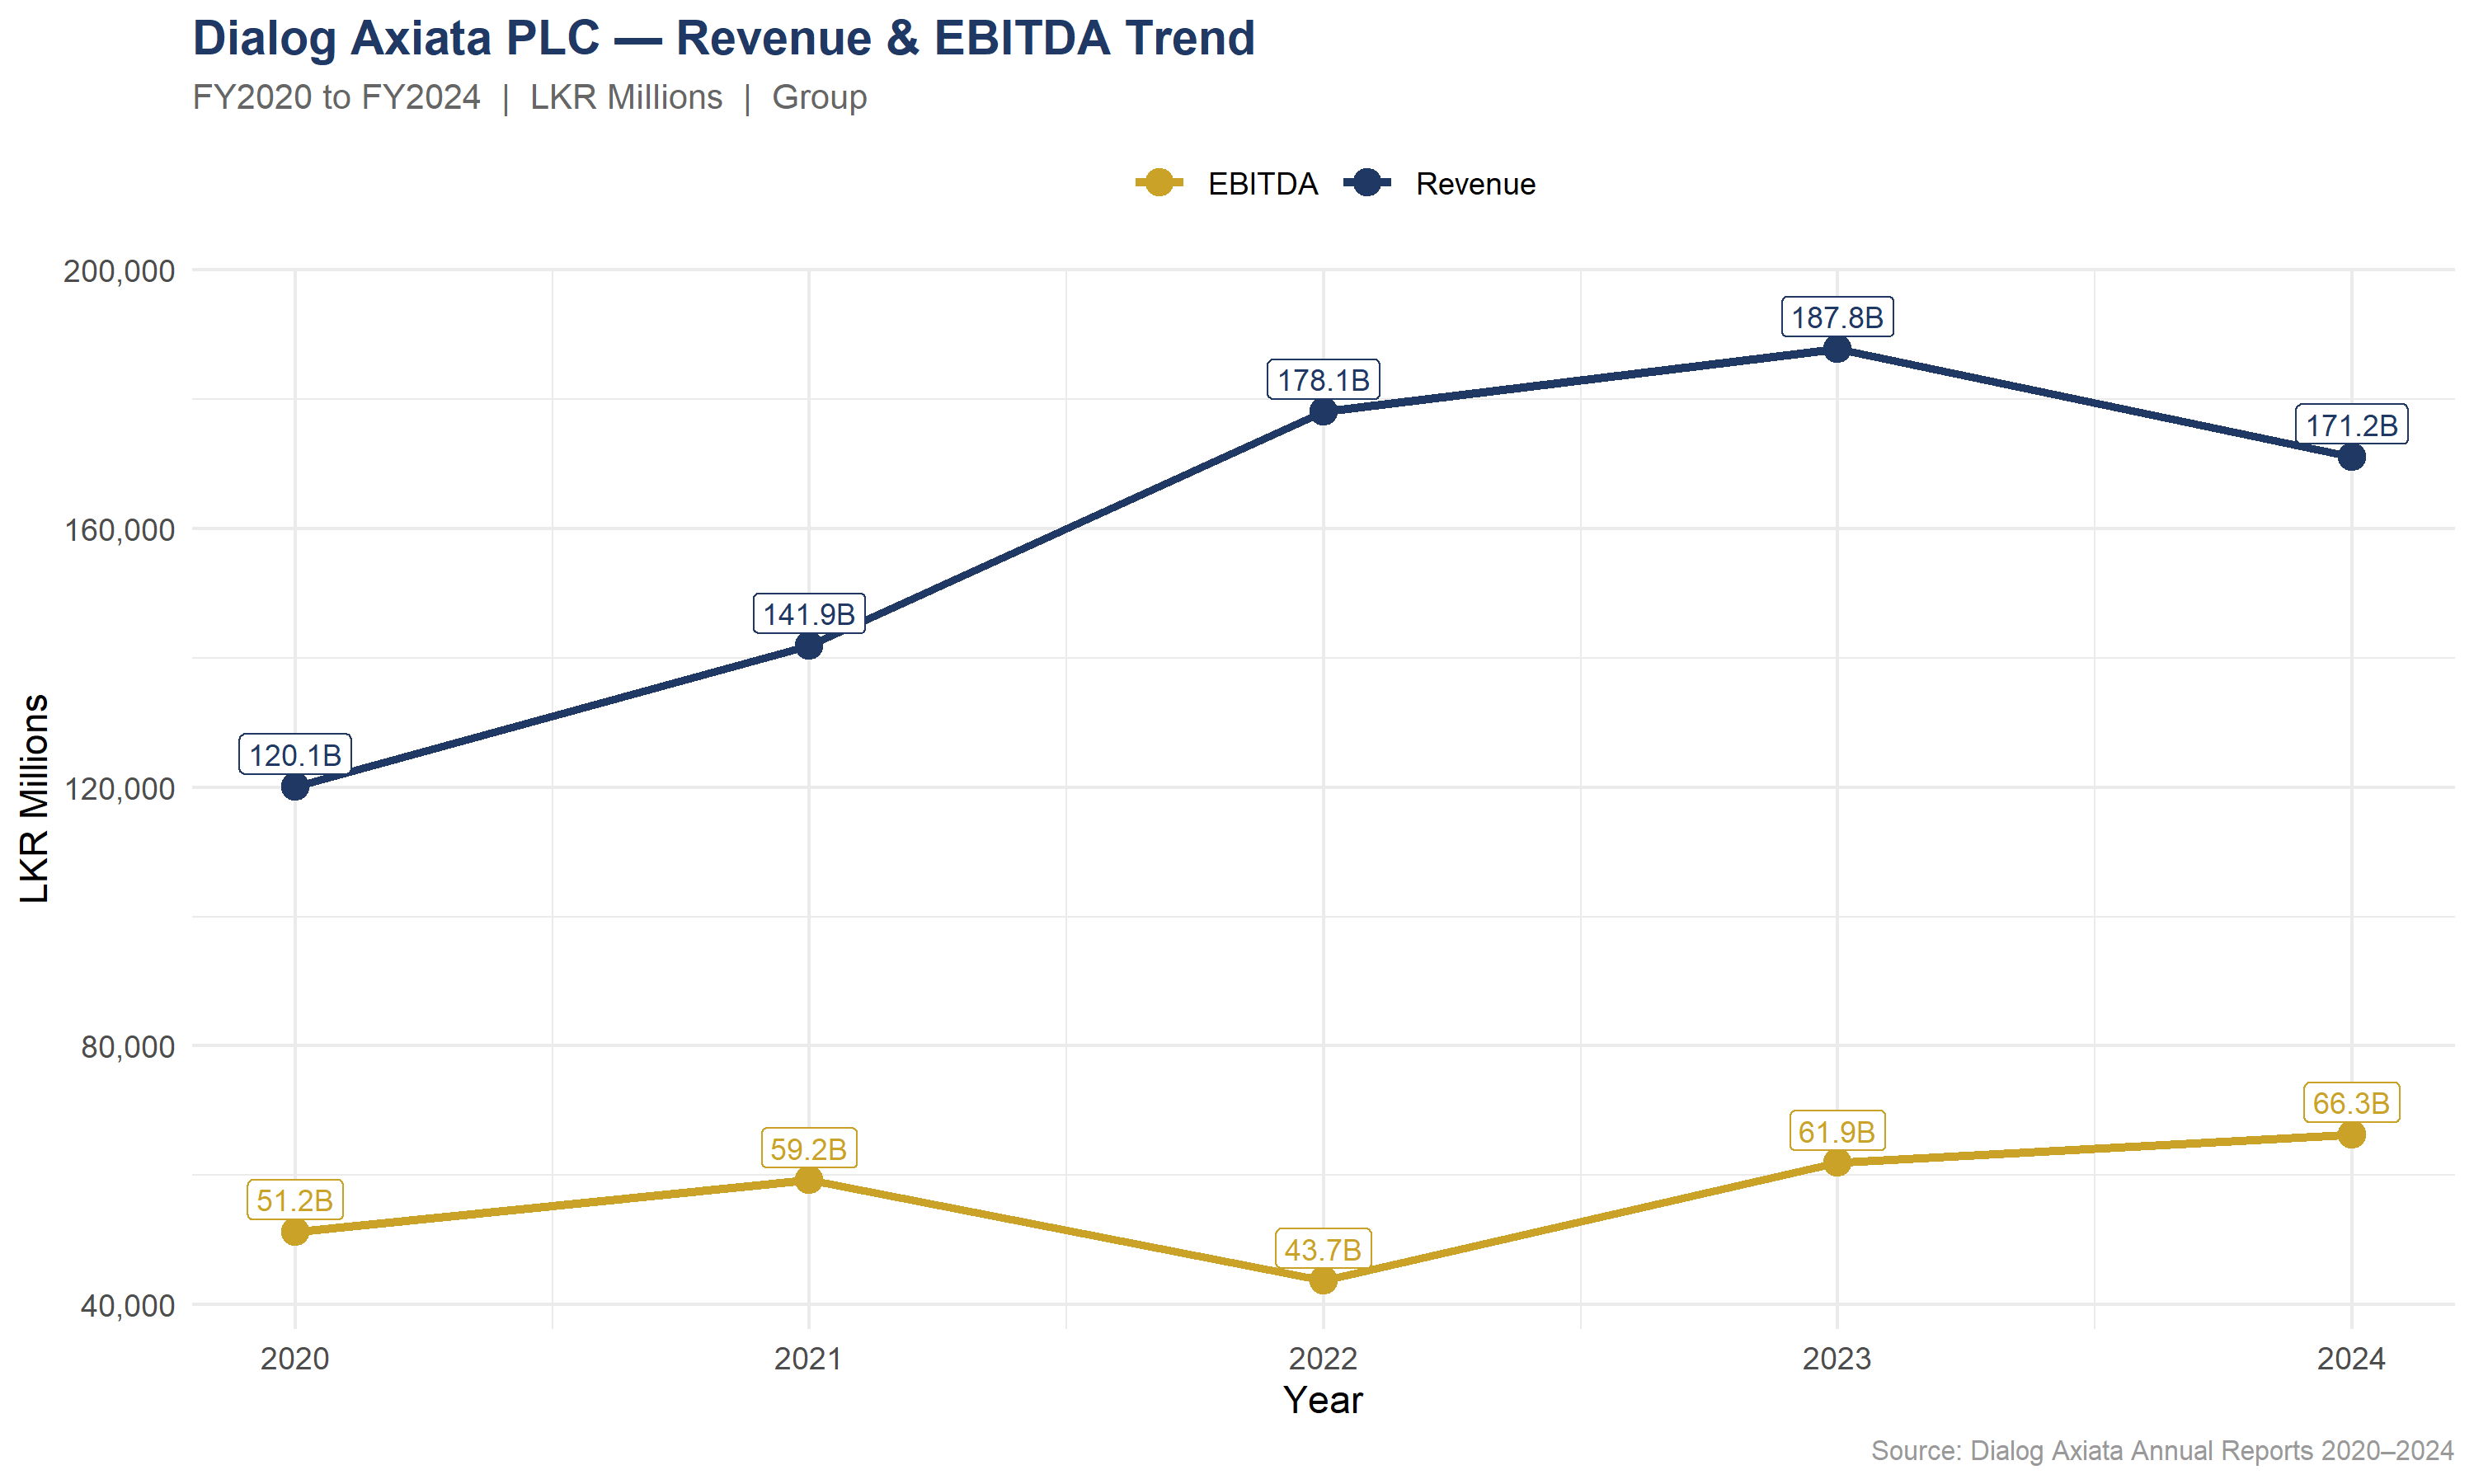 Dialog Axiata PLC — Revenue & EBITDA Trend
FY2020 to FY2024 | LKR Millions | Group
EBITDA Revenue
200,000
187.8B
178.1B
171.2B
160,000
141.9B
120.1B
120,000
LKR Millions
80,000
66.3B
61.9B
59.2B
51.2B
43.7B
40,000
2020 2021 2022 2023 2024
Year
Source: Dialog Axiata Annual Reports 2020–2024